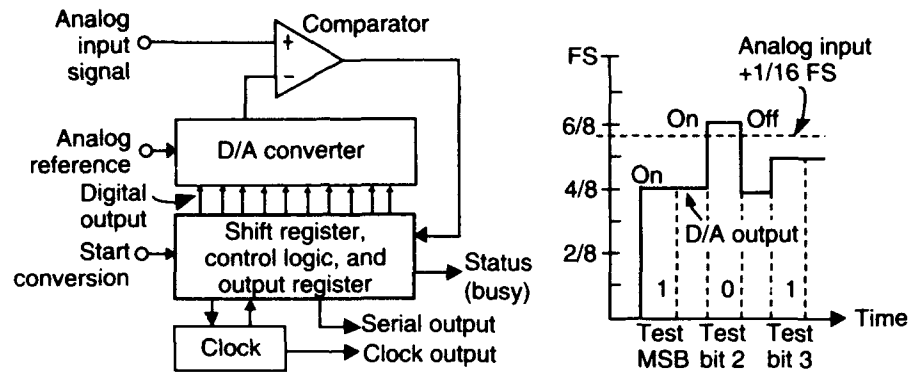 Analog
input
signal
Comparator
+
−
Analog
reference
D/A converter
Digital
output
Start
conversion
Shift register,
control logic, and
output register
Status
(busy)
Serial output
Clock
Clock output
FS
Analog input
+1/16 FS
6/8
On
Off
On
4/8
D/A output
2/8
1
0
1
Time
Test
MSB
Test
bit 2
Test
bit 3